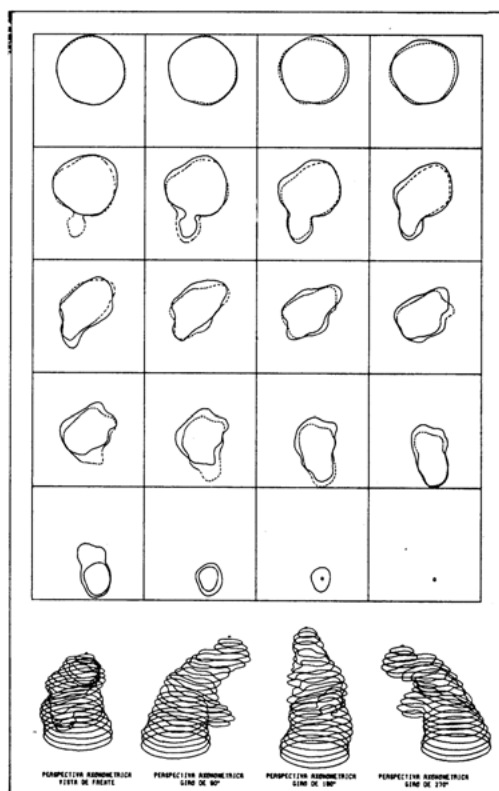 PERSPECTIVA AXONOMETRICA
VISTA DE FRENTE
PERSPECTIVA AXONOMETRICA
GIRO DE 90°
PERSPECTIVA AXONOMETRICA
GIRO DE 180°
PERSPECTIVA AXONOMETRICA
GIRO DE 270°